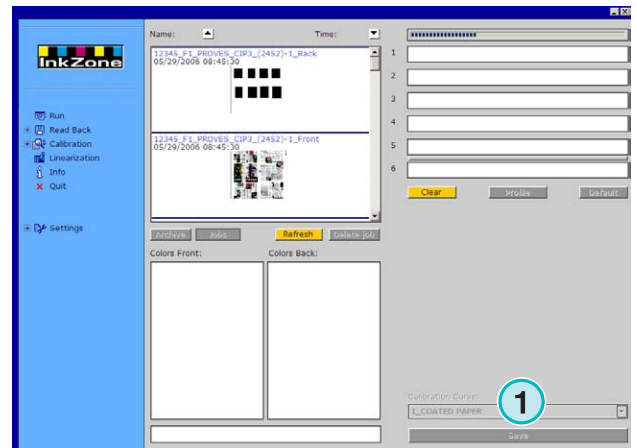 InkZone
Run
Read Back
Calibration
Linearization
Info
Quit
Settings
Name:
Time:
12345_F1_PROVES_CIP3_(2452)-1_Back
05/29/2006 08:45:30
12345_F1_PROVES_CIP3_(2452)-1_Front
05/29/2006 08:45:30
Archive
Jobs
Refresh
Delete job
Colors Front:
Colors Back:
1
2
3
4
5
6
Clear
Profile
Default
Calibration Curve:
1_COATED PAPER
1
Save